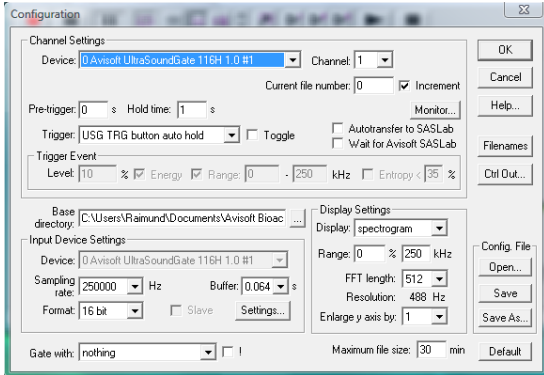 Configuration
Channel Settings
Device: 0 Avisoft UltraSoundGate 116H 1.0 #1 Channel: 1
OK
Current file number: 0 Increment
Cancel
Pre-trigger: 0 s Hold time: 1 s Monitor...
Help...
Trigger: USG TRG button auto hold Toggle
Autotransfer to SASLab
Wait for Avisoft SASLab
Filenames
Trigger Event
Level: 10 % Energy Range: 0 - 250 kHz Entropy < 35 %
Ctrl Out...
Base
directory: C:\Users\Raimund\Documents\Avisoft Bioac ...
Input Device Settings
Device: 0 Avisoft UltraSoundGate 116H 1.0 #1
Sampling
rate: 250000 Hz Buffer: 0.064 s
Format: 16 bit Slave Settings...
Gate with: nothing !
Display Settings
Display: spectrogram
Range: 0 % 250 kHz
FFT length: 512
Resolution: 488 Hz
Enlarge y axis by: 1
Maximum file size: 30 min
Config. File
Open...
Save
Save As...
Default